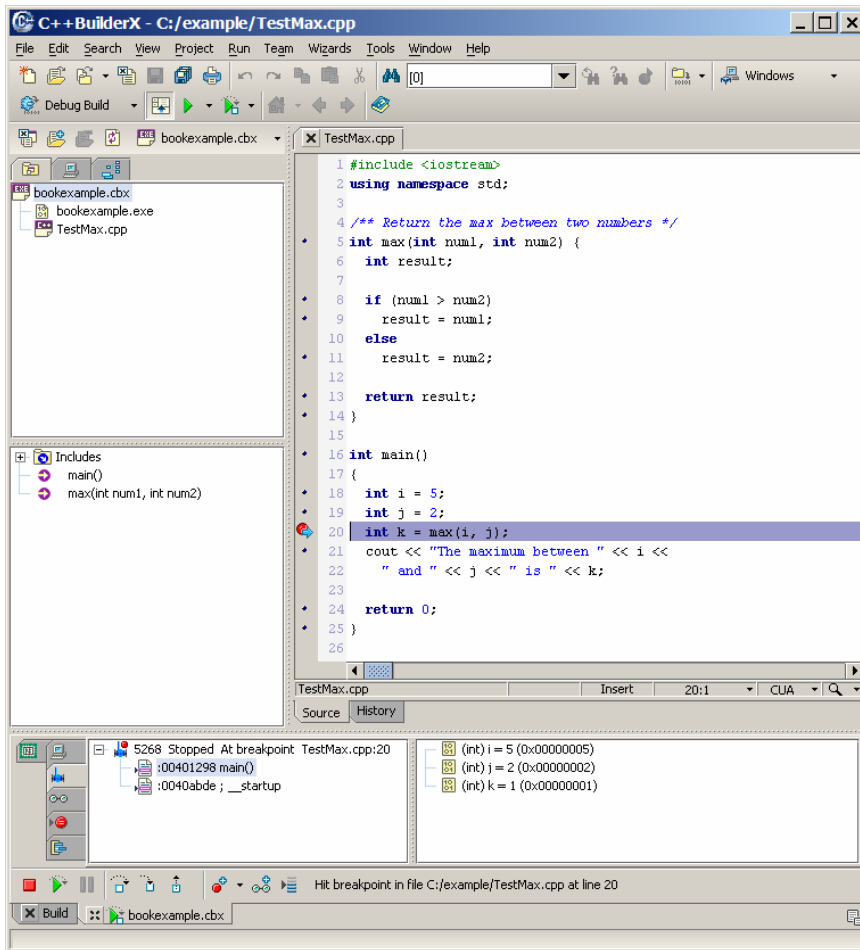 C++BuilderX - C:/example/TestMax.cpp
File Edit Search View Project Run Team Wizards Tools Window Help
[0] Windows
Debug Build
bookexample.cbx
TestMax.cpp
bookexample.cbx
bookexample.exe
TestMax.cpp
1 #include <iostream>
2 using namespace std;
3
4 /** Return the max between two numbers */
5 int max(int num1, int num2) {
6 int result;
7
8 if (num1 > num2)
9 result = num1;
10 else
11 result = num2;
12
13 return result;
14 }
15
16 int main()
17 {
18 int i = 5;
19 int j = 2;
20 int k = max(i, j);
21 cout << "The maximum between " << i <<
22 " and " << j << " is " << k;
23
24 return 0;
25 }
26
Includes
main()
max(int num1, int num2)
TestMax.cpp Insert 20:1 CUA
Source History
5268 Stopped At breakpoint TestMax.cpp:20
:00401298 main()
:0040abde ; __startup
(int) i = 5 (0x00000005)
(int) j = 2 (0x00000002)
(int) k = 1 (0x00000001)
Hit breakpoint in file C:/example/TestMax.cpp at line 20
Build bookexample.cbx